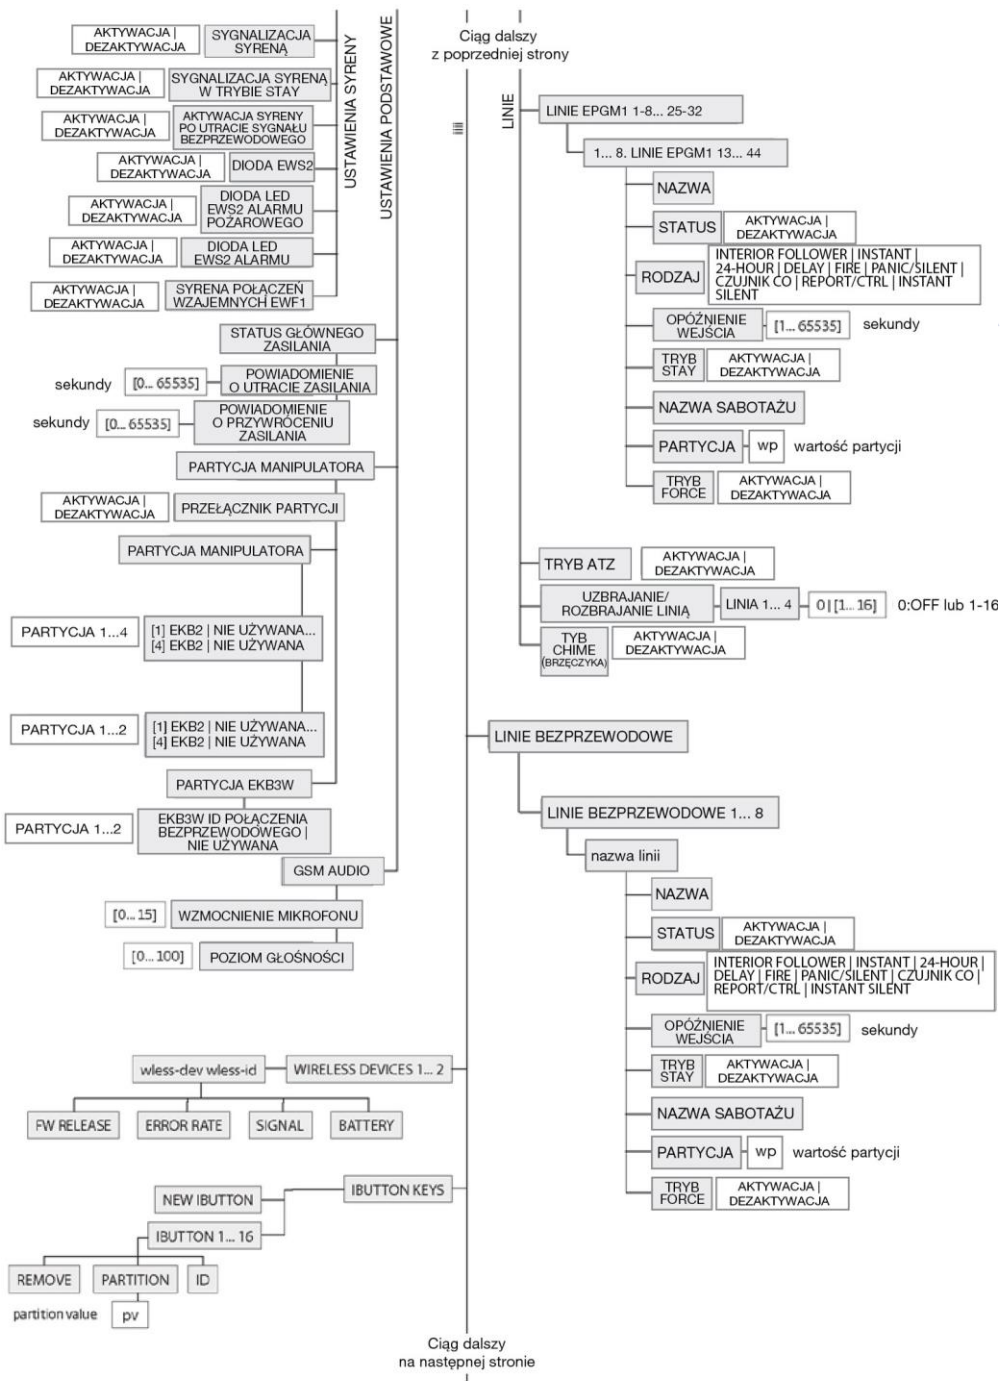 Ciąg dalszy
z poprzedniej strony
USTAWIENIA SYRENY
USTAWIENIA PODSTAWOWE
iiiii
LINIE
AKTYWACJA |
DEZAKTYWACJA
SYGNALIZACJA
SYRENĄ
AKTYWACJA |
DEZAKTYWACJA
SYGNALIZACJA SYRENĄ
W TRYBIE STAY
AKTYWACJA |
DEZAKTYWACJA
AKTYWACJA SYRENY
PO UTRACIE SYGNAŁU
BEZPRZEWODOWEGO
AKTYWACJA |
DEZAKTYWACJA
DIODA EWS2
AKTYWACJA |
DEZAKTYWACJA
DIODA LED
EWS2 ALARMU
POŻAROWEGO
AKTYWACJA |
DEZAKTYWACJA
DIODA LED
EWS2 ALARMU
AKTYWACJA |
DEZAKTYWACJA
SYRENA POŁĄCZEŃ
WZAJEMNYCH EWF1
STATUS GŁÓWNEGO
ZASILANIA
sekundy
[0... 65535]
POWIADOMIENIE
O UTRACIE ZASILANIA
sekundy
[0... 65535]
POWIADOMIENIE
O PRZYWRÓCENIU
ZASILANIA
PARTYCJA MANIPULATORA
AKTYWACJA |
DEZAKTYWACJA
PRZEŁĄCZNIK PARTYCJI
PARTYCJA MANIPULATORA
PARTYCJA 1...4
[1] EKB2 | NIE UŻYWANA...
[4] EKB2 | NIE UŻYWANA
PARTYCJA 1...2
[1] EKB2 | NIE UŻYWANA...
[4] EKB2 | NIE UŻYWANA
PARTYCJA EKB3W
PARTYCJA 1...2
EKB3W ID POŁĄCZENIA
BEZPRZEWODOWEGO |
NIE UŻYWANA
GSM AUDIO
[0... 15]
WZMOCNIENIE MIKROFONU
[0... 100]
POZIOM GŁOŚNOŚCI
wless-dev wless-id
WIRELESS DEVICES 1... 2
FW RELEASE
ERROR RATE
SIGNAL
BATTERY
IBUTTON KEYS
NEW IBUTTON
IBUTTON 1... 16
REMOVE
PARTITION
ID
partition value
pv
LINIE EPGM1 1-8... 25-32
1... 8. LINIE EPGM1 13... 44
NAZWA
STATUS
AKTYWACJA |
DEZAKTYWACJA
RODZAJ
INTERIOR FOLLOWER | INSTANT |
24-HOUR | DELAY | FIRE | PANIC/SILENT |
CZUJNIK CO | REPORT/CTRL | INSTANT
SILENT
OPÓŹNIENIE
WEJŚCIA
[1... 65535]
sekundy
TRYB
STAY
AKTYWACJA |
DEZAKTYWACJA
NAZWA SABOTAŻU
PARTYCJA
wp
wartość partycji
TRYB
FORCE
AKTYWACJA |
DEZAKTYWACJA
TRYB ATZ
AKTYWACJA |
DEZAKTYWACJA
UZBRAJANIE/
ROZBRAJANIE LINIĄ
LINIA 1... 4
0 | [1... 16]
0:OFF lub 1-16
TYB
CHIME
(BRZĘCZYKA)
AKTYWACJA |
DEZAKTYWACJA
LINIE BEZPRZEWODOWE
LINIE BEZPRZEWODOWE 1... 8
nazwa linii
NAZWA
STATUS
AKTYWACJA |
DEZAKTYWACJA
RODZAJ
INTERIOR FOLLOWER | INSTANT | 24-HOUR |
DELAY | FIRE | PANIC/SILENT | CZUJNIK CO |
REPORT/CTRL | INSTANT SILENT
OPÓŹNIENIE
WEJŚCIA
[1... 65535]
sekundy
TRYB
STAY
AKTYWACJA |
DEZAKTYWACJA
NAZWA SABOTAŻU
PARTYCJA
wp
wartość partycji
TRYB
FORCE
AKTYWACJA |
DEZAKTYWACJA
Ciąg dalszy
na następnej stronie